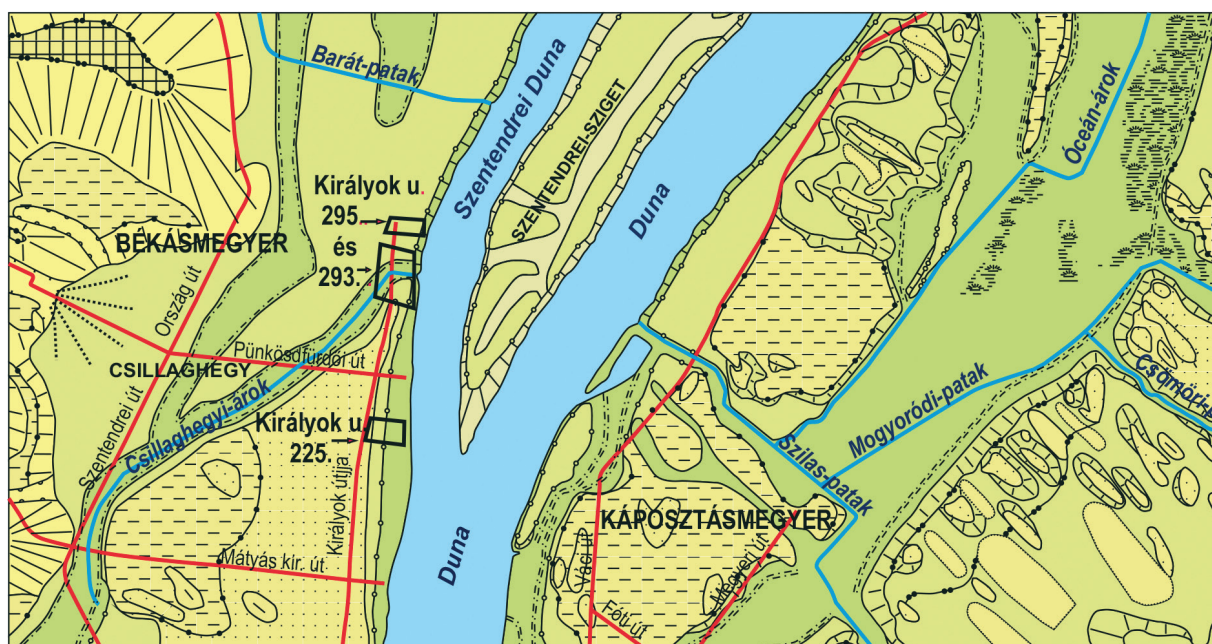 Barát-patak
Szentendrei Duna
SZENTENDREI-SZIGET
Duna
Óceán-árok
Királyok u.
295.
és
293.
BÉKÁSMEGYER
Ország út
Pünkösdfürdői út
CSILLAGHEGY
Szentendrei út
Csillaghegyi-árok
Királyok u.
225.
Királyok útja
Mátyás kir. út
Duna
Szilas-patak
Mogyoródi-patak
Csömöri-p
KÁPOSZTÁSMEGYER
Váci út
Megyeri út
Fóti út